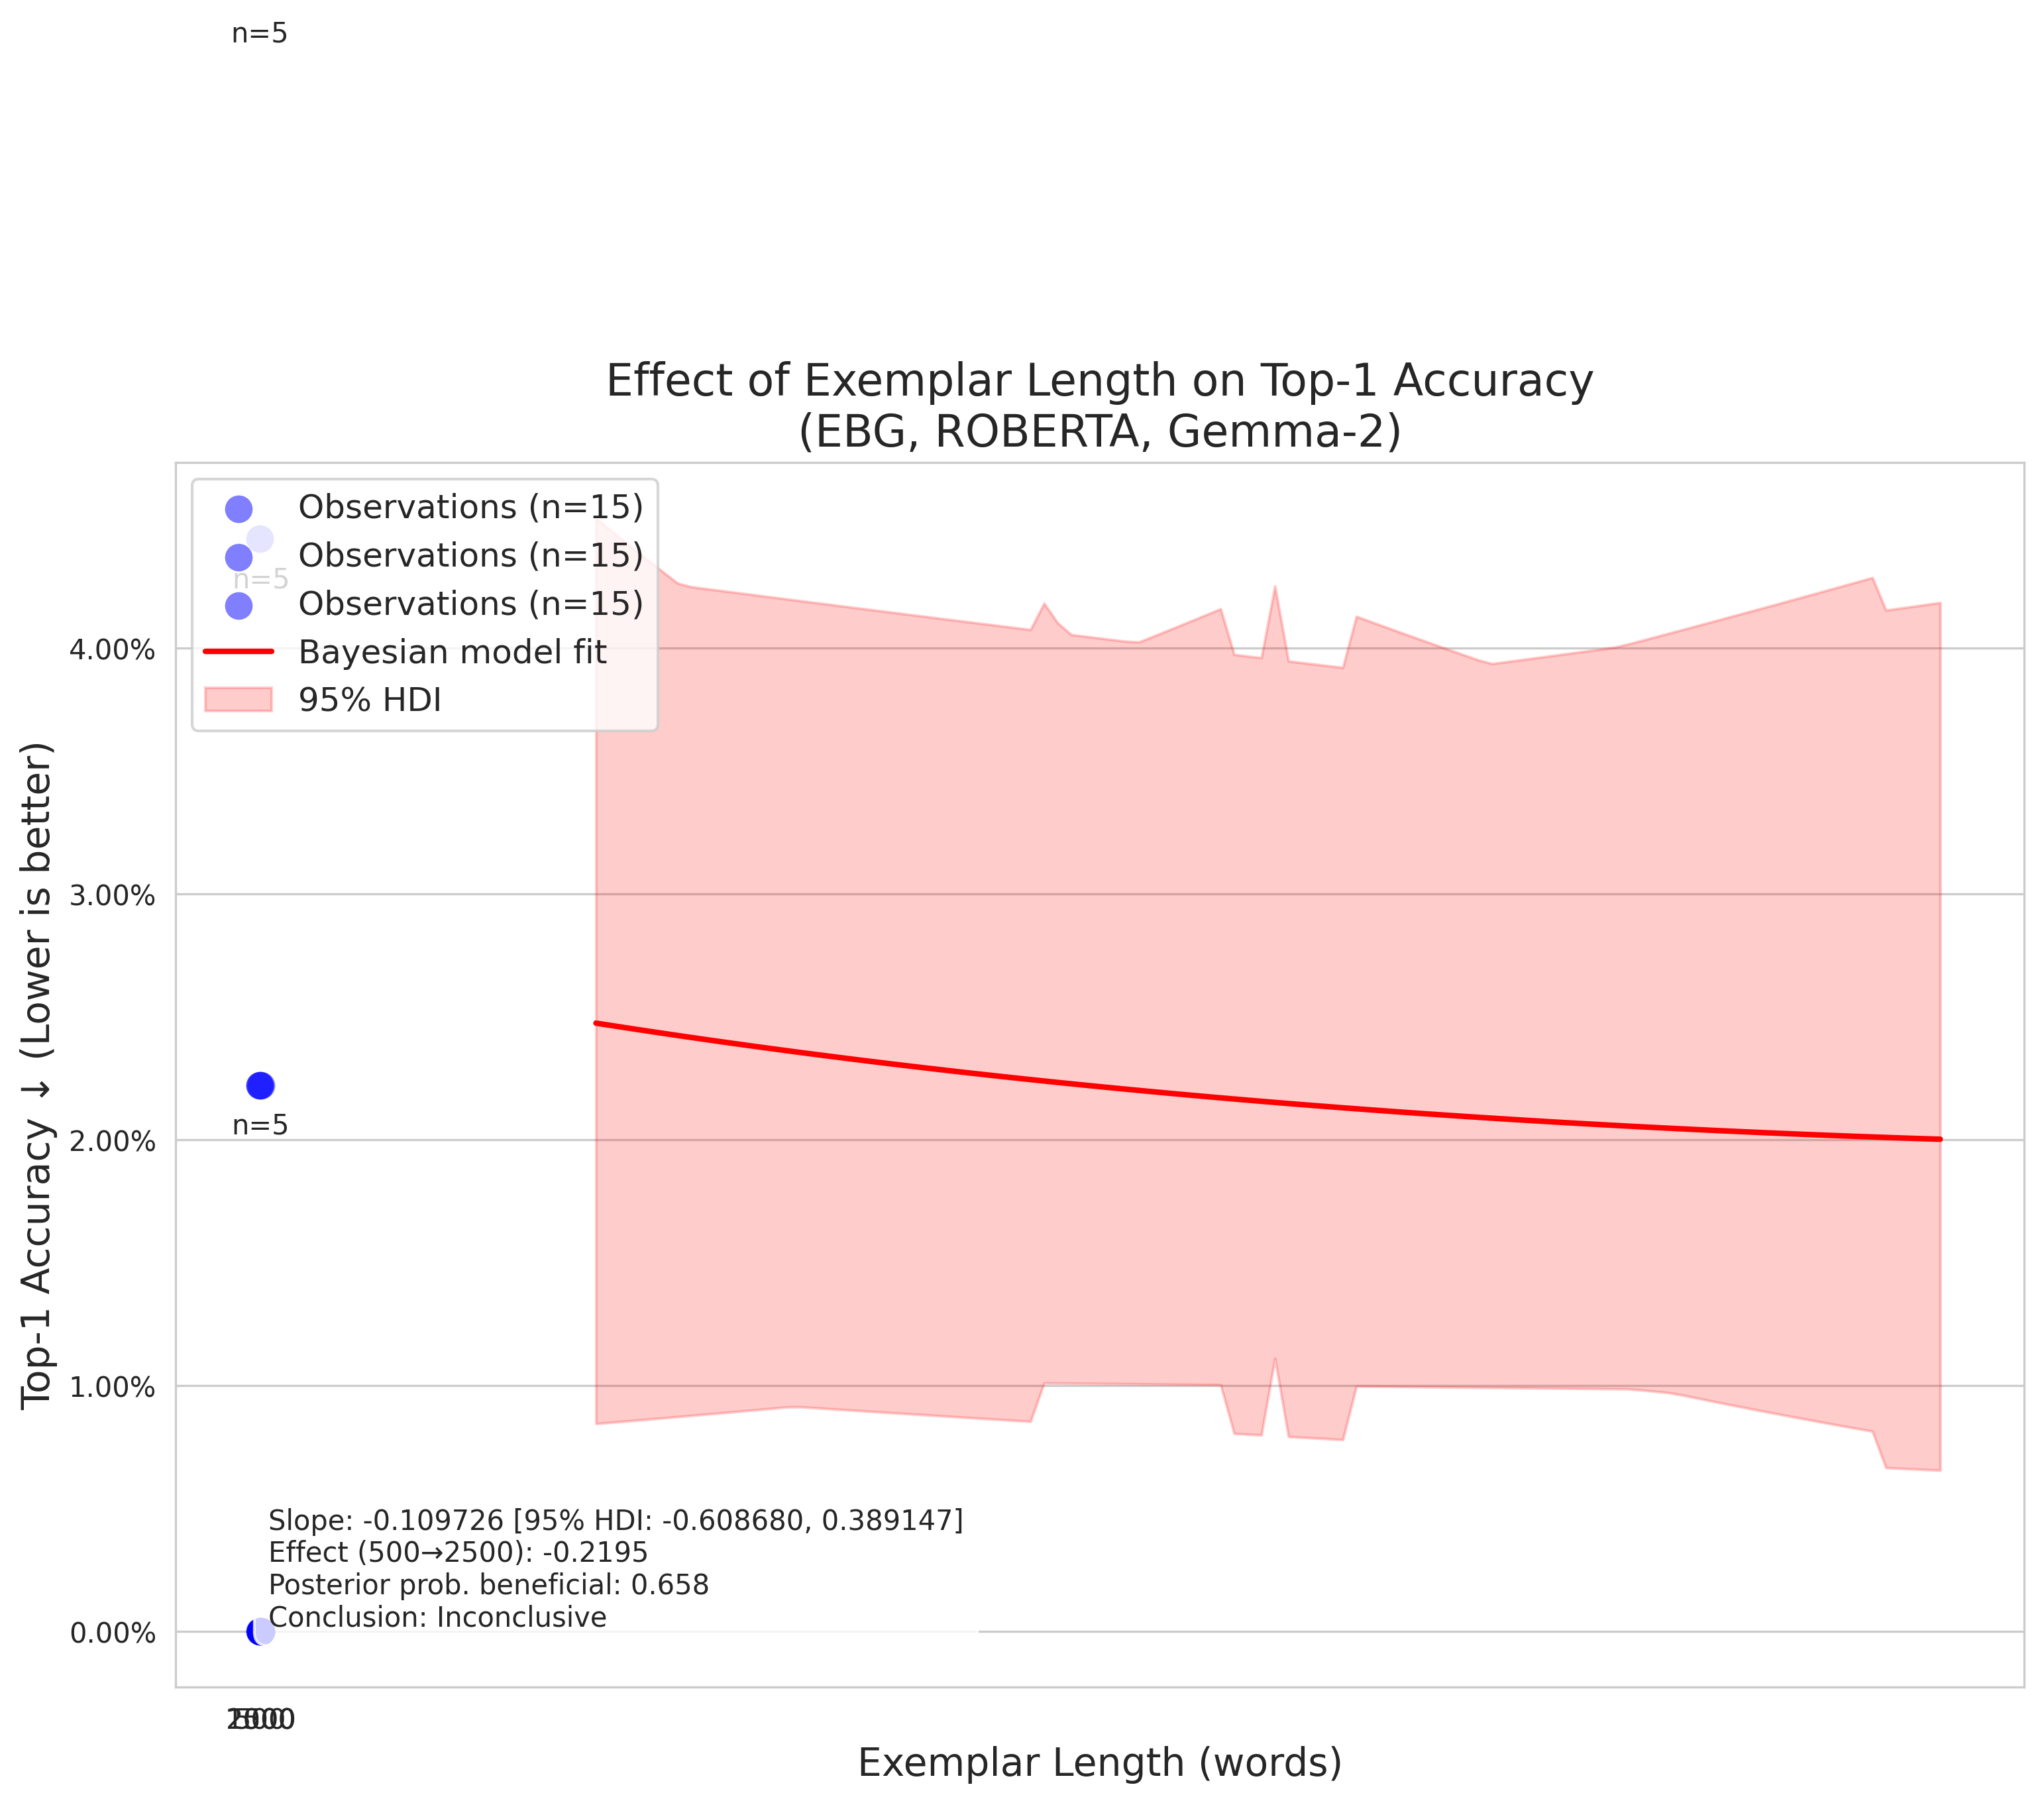 n=5
Effect of Exemplar Length on Top-1 Accuracy
(EBG, ROBERTA, Gemma-2)
Observations (n=15)
Observations (n=15)
Observations (n=15)
Bayesian model fit
95% HDI
n=5
n=5
Top-1 Accuracy ↓ (Lower is better)
4.00%
3.00%
2.00%
1.00%
0.00%
Slope: -0.109726 [95% HDI: -0.608680, 0.389147]
Effect (500→2500): -0.2195
Posterior prob. beneficial: 0.658
Conclusion: Inconclusive
Exemplar Length (words)